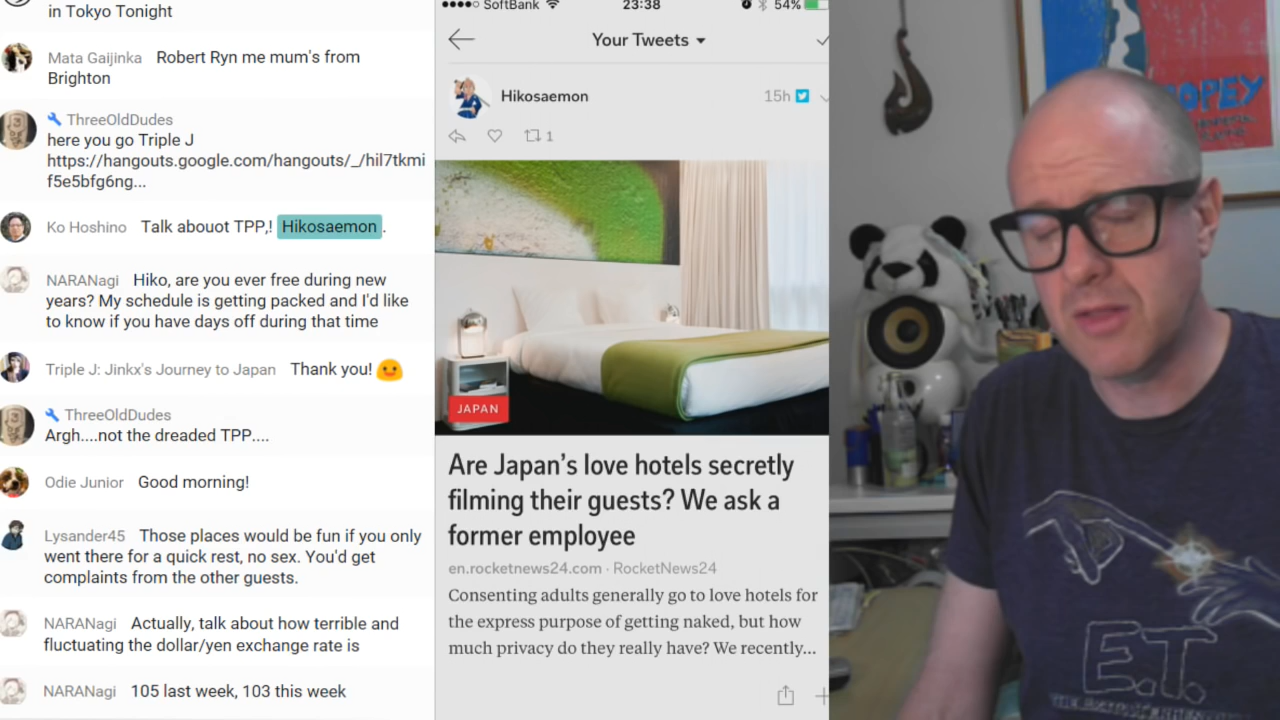 in Tokyo Tonight
Mata Gaijinka Robert Ryn me mum's from
Brighton
ThreeOldDudes
here you go Triple J
https://hangouts.google.com/hangouts/_/hil7tkmi
f5e5bfg6ng...
Ko Hoshino Talk abouot TPP,! Hikosaemon.
NARANagi Hiko, are you ever free during new
years? My schedule is getting packed and I'd like
to know if you have days off during that time
Triple J: Jinkx's Journey to Japan Thank you!
ThreeOldDudes
Argh....not the dreaded TPP....
Odie Junior Good morning!
Lysander45 Those places would be fun if you only
went there for a quick rest, no sex. You'd get
complaints from the other guests.
NARANagi Actually, talk about how terrible and
fluctuating the dollar/yen exchange rate is
NARANagi 105 last week, 103 this week
SoftBank 23:38 54%
Your Tweets
Hikosaemon 15h
1
JAPAN
Are Japan's love hotels secretly
filming their guests? We ask a
former employee
en.rocketnews24.com · RocketNews24
Consenting adults generally go to love hotels for
the express purpose of getting naked, but how
much privacy do they really have? We recently...
OPEY
E.T.